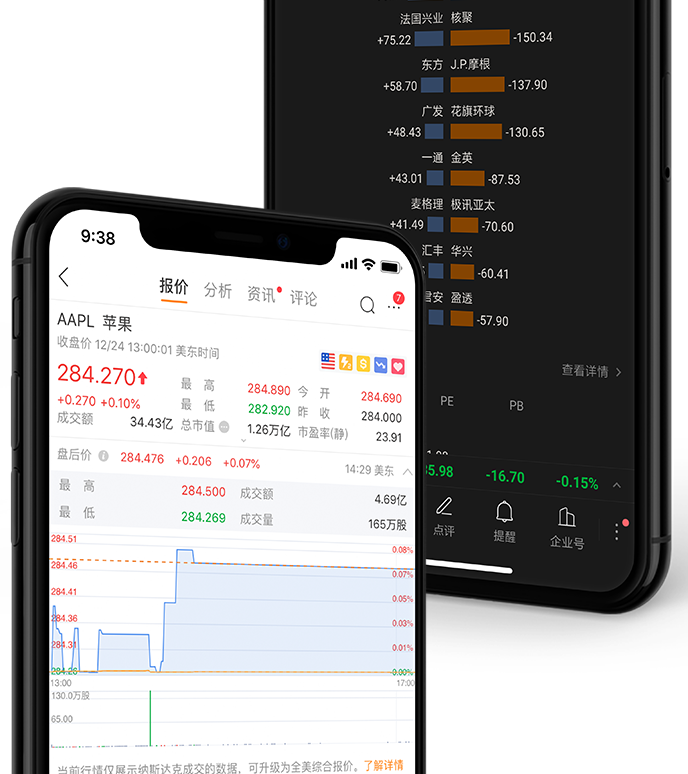 法国兴业 核聚
+75.22 -150.34
东方 J.P.摩根
+58.70 -137.90
广发 花旗环球
+48.43 -130.65
一通 金英
+43.01 -87.53
麦格理 极讯亚太
+41.49 -70.60
汇丰 华兴
-60.41
君安 盈透
-57.90
查看详情
PE PB
-16.70 -0.15%
点评 提醒 企业号
9:38
报价 分析 资讯 评论
7
AAPL 苹果
收盘价 12/24 13:00:01 美东时间
284.270
+0.270 +0.10%
最高 284.890 今开 284.690
最低 282.920 昨收 284.000
成交额 34.43亿 总市值 1.26万亿 市盈率(静) 23.91
盘后价 284.476 +0.206 +0.07% 14:29 美东
最高 284.500 成交额 4.69亿
最低 284.269 成交量 165万股
284.51 0.08%
284.46 0.07%
284.41 0.05%
284.36 0.03%
284.31 0.01%
284.26 0.00%
13:00 17:00
130.0万股
65.00
当前行情仅展示纳斯达克成交的数据，可升级为全美综合报价。了解详情